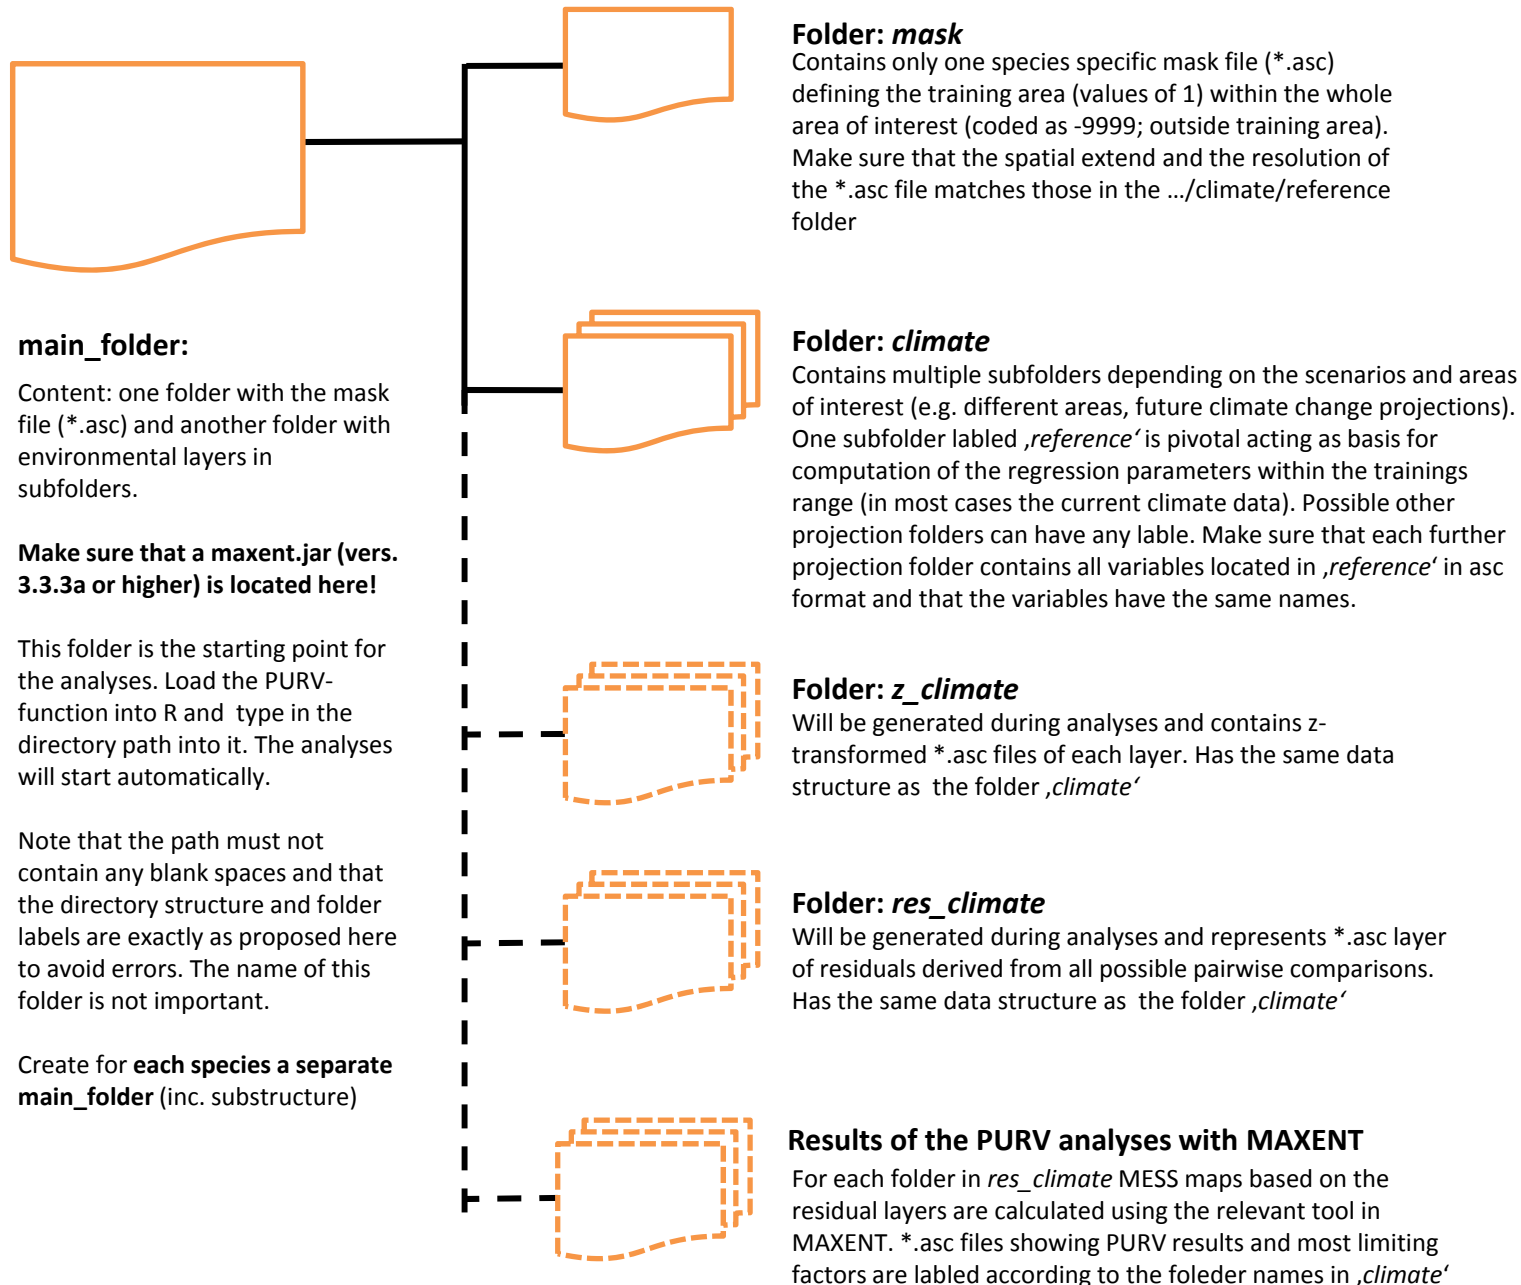 Folder: mask
Contains only one species specific mask file (*.asc)
defining the training area (values of 1) within the whole
area of interest (coded as -9999; outside training area).
Make sure that the spatial extend and the resolution of
the *.asc file matches those in the …/climate/reference
folder
main_folder:
Content: one folder with the mask
file (*.asc) and another folder with
environmental layers in
subfolders.
Make sure that a maxent.jar (vers.
3.3.3a or higher) is located here!
This folder is the starting point for
the analyses. Load the PURV-
function into R and  type in the
directory path into it. The analyses
will start automatically.
Note that the path must not
contain any blank spaces and that
the directory structure and folder
labels are exactly as proposed here
to avoid errors. The name of this
folder is not important.
Create for each species a separate
main_folder (inc. substructure)
Folder: climate
Contains multiple subfolders depending on the scenarios and areas
of interest (e.g. different areas, future climate change projections).
One subfolder labled ‚reference‘ is pivotal acting as basis for
computation of the regression parameters within the trainings
range (in most cases the current climate data). Possible other
projection folders can have any lable. Make sure that each further
projection folder contains all variables located in ‚reference‘ in asc
format and that the variables have the same names.
Folder: z_climate
Will be generated during analyses and contains z-
transformed *.asc files of each layer. Has the same data
structure as  the folder ‚climate‘
Folder: res_climate
Will be generated during analyses and represents *.asc layer
of residuals derived from all possible pairwise comparisons.
Has the same data structure as  the folder ‚climate‘
Results of the PURV analyses with MAXENT
For each folder in res_climate MESS maps based on the
residual layers are calculated using the relevant tool in
MAXENT. *.asc files showing PURV results and most limiting
factors are labled according to the foleder names in ‚climate‘